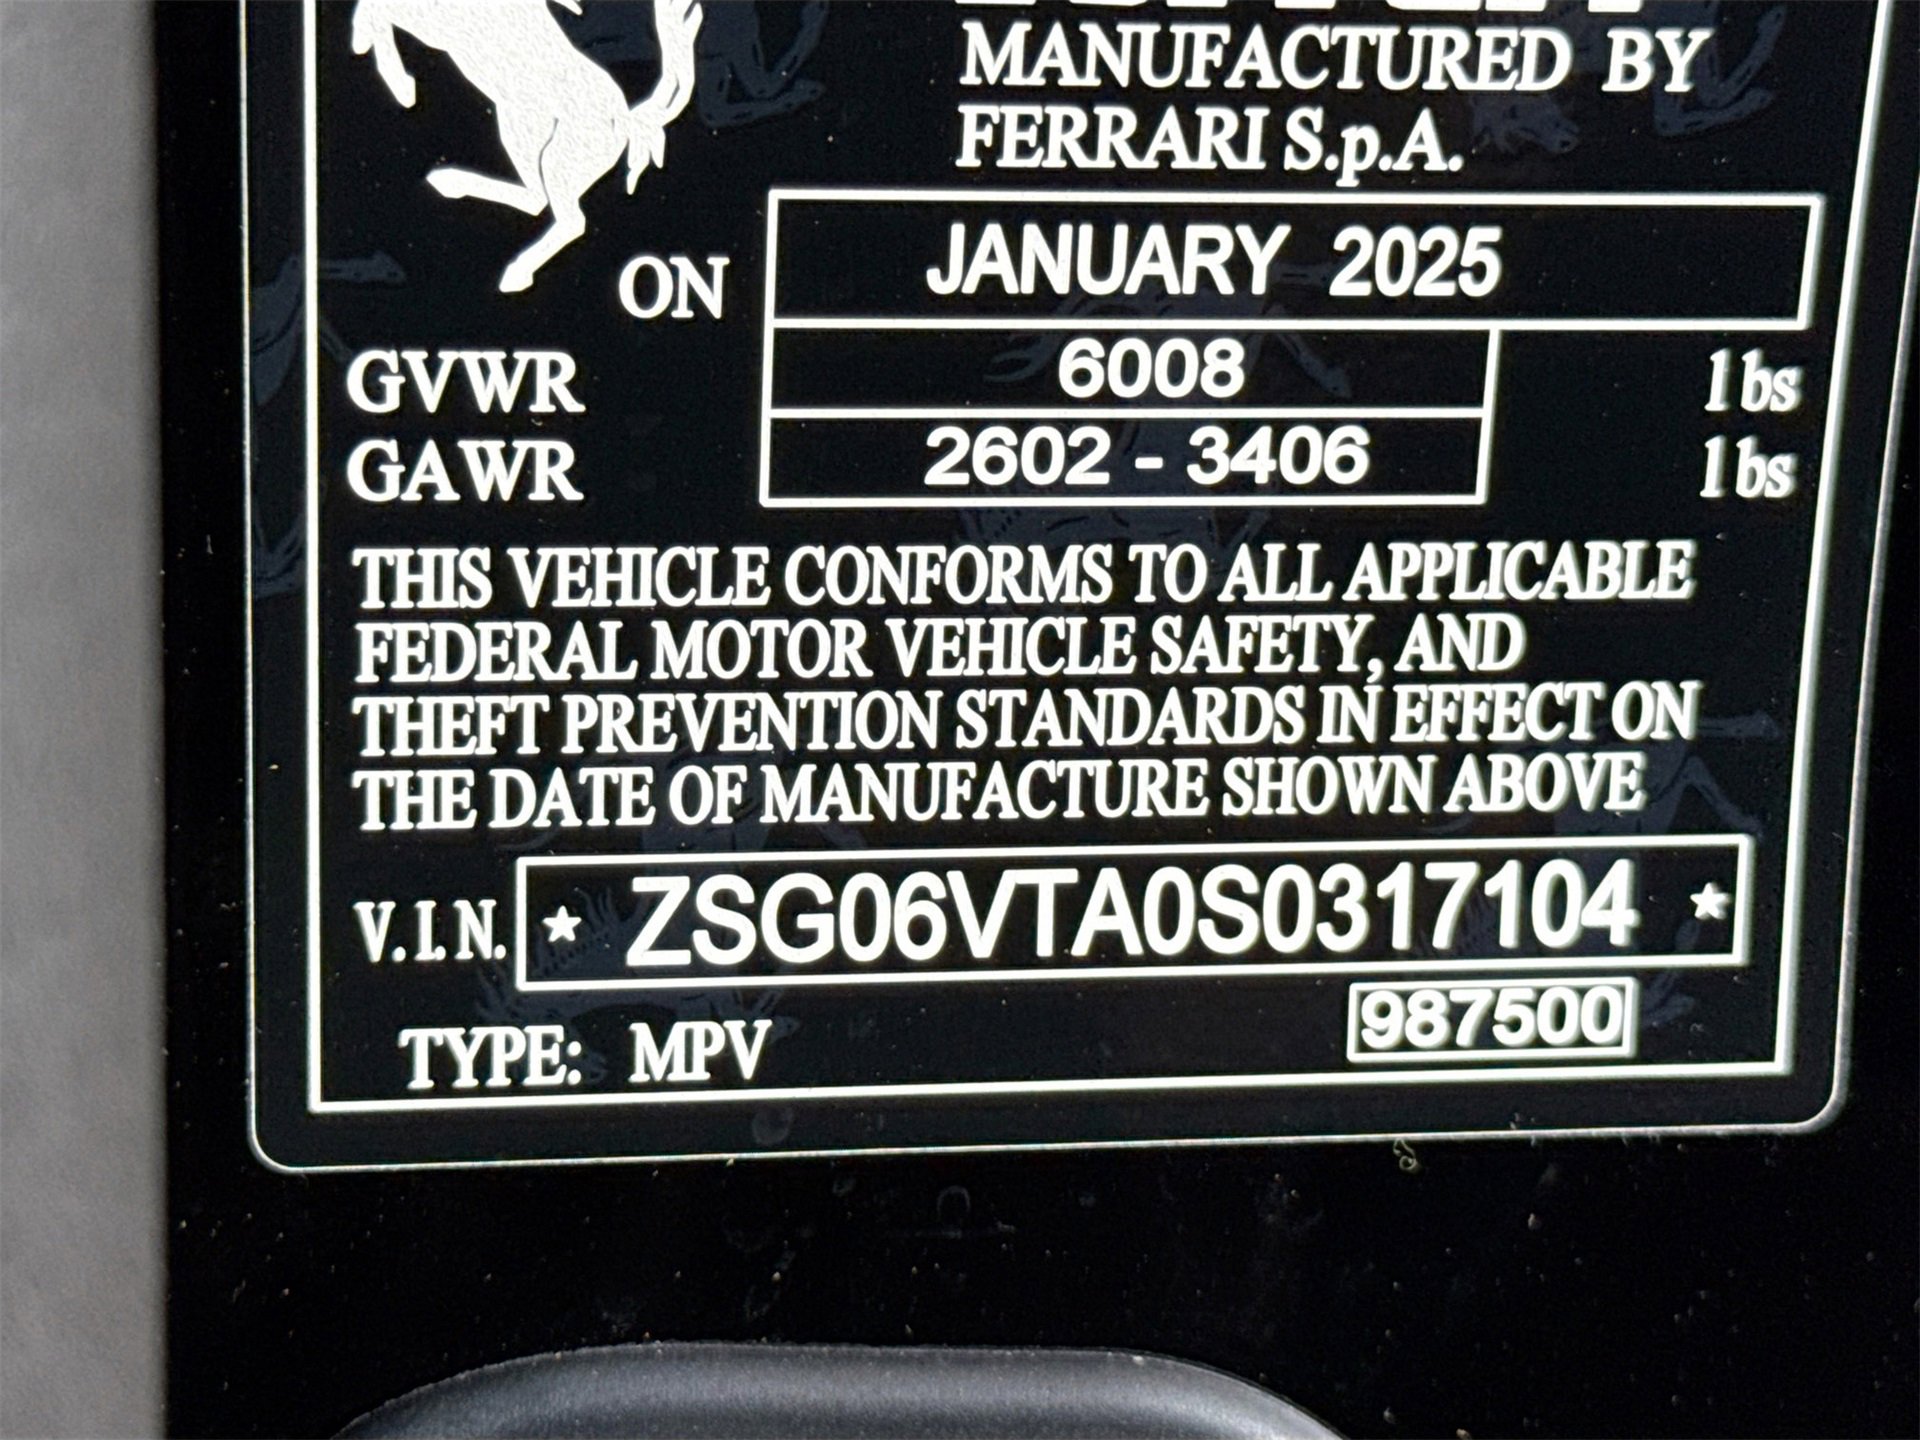 MANUFACTURED BY
FERRARI S.p.A.
ON JANUARY 2025
GVWR 6008 lbs
GAWR 2602 - 3406 lbs
THIS VEHICLE CONFORMS TO ALL APPLICABLE
FEDERAL MOTOR VEHICLE SAFETY, AND
THEFT PREVENTION STANDARDS IN EFFECT ON
THE DATE OF MANUFACTURE SHOWN ABOVE
V.I.N. * ZSG06VTA0S0317104 *
987500
TYPE: MPV